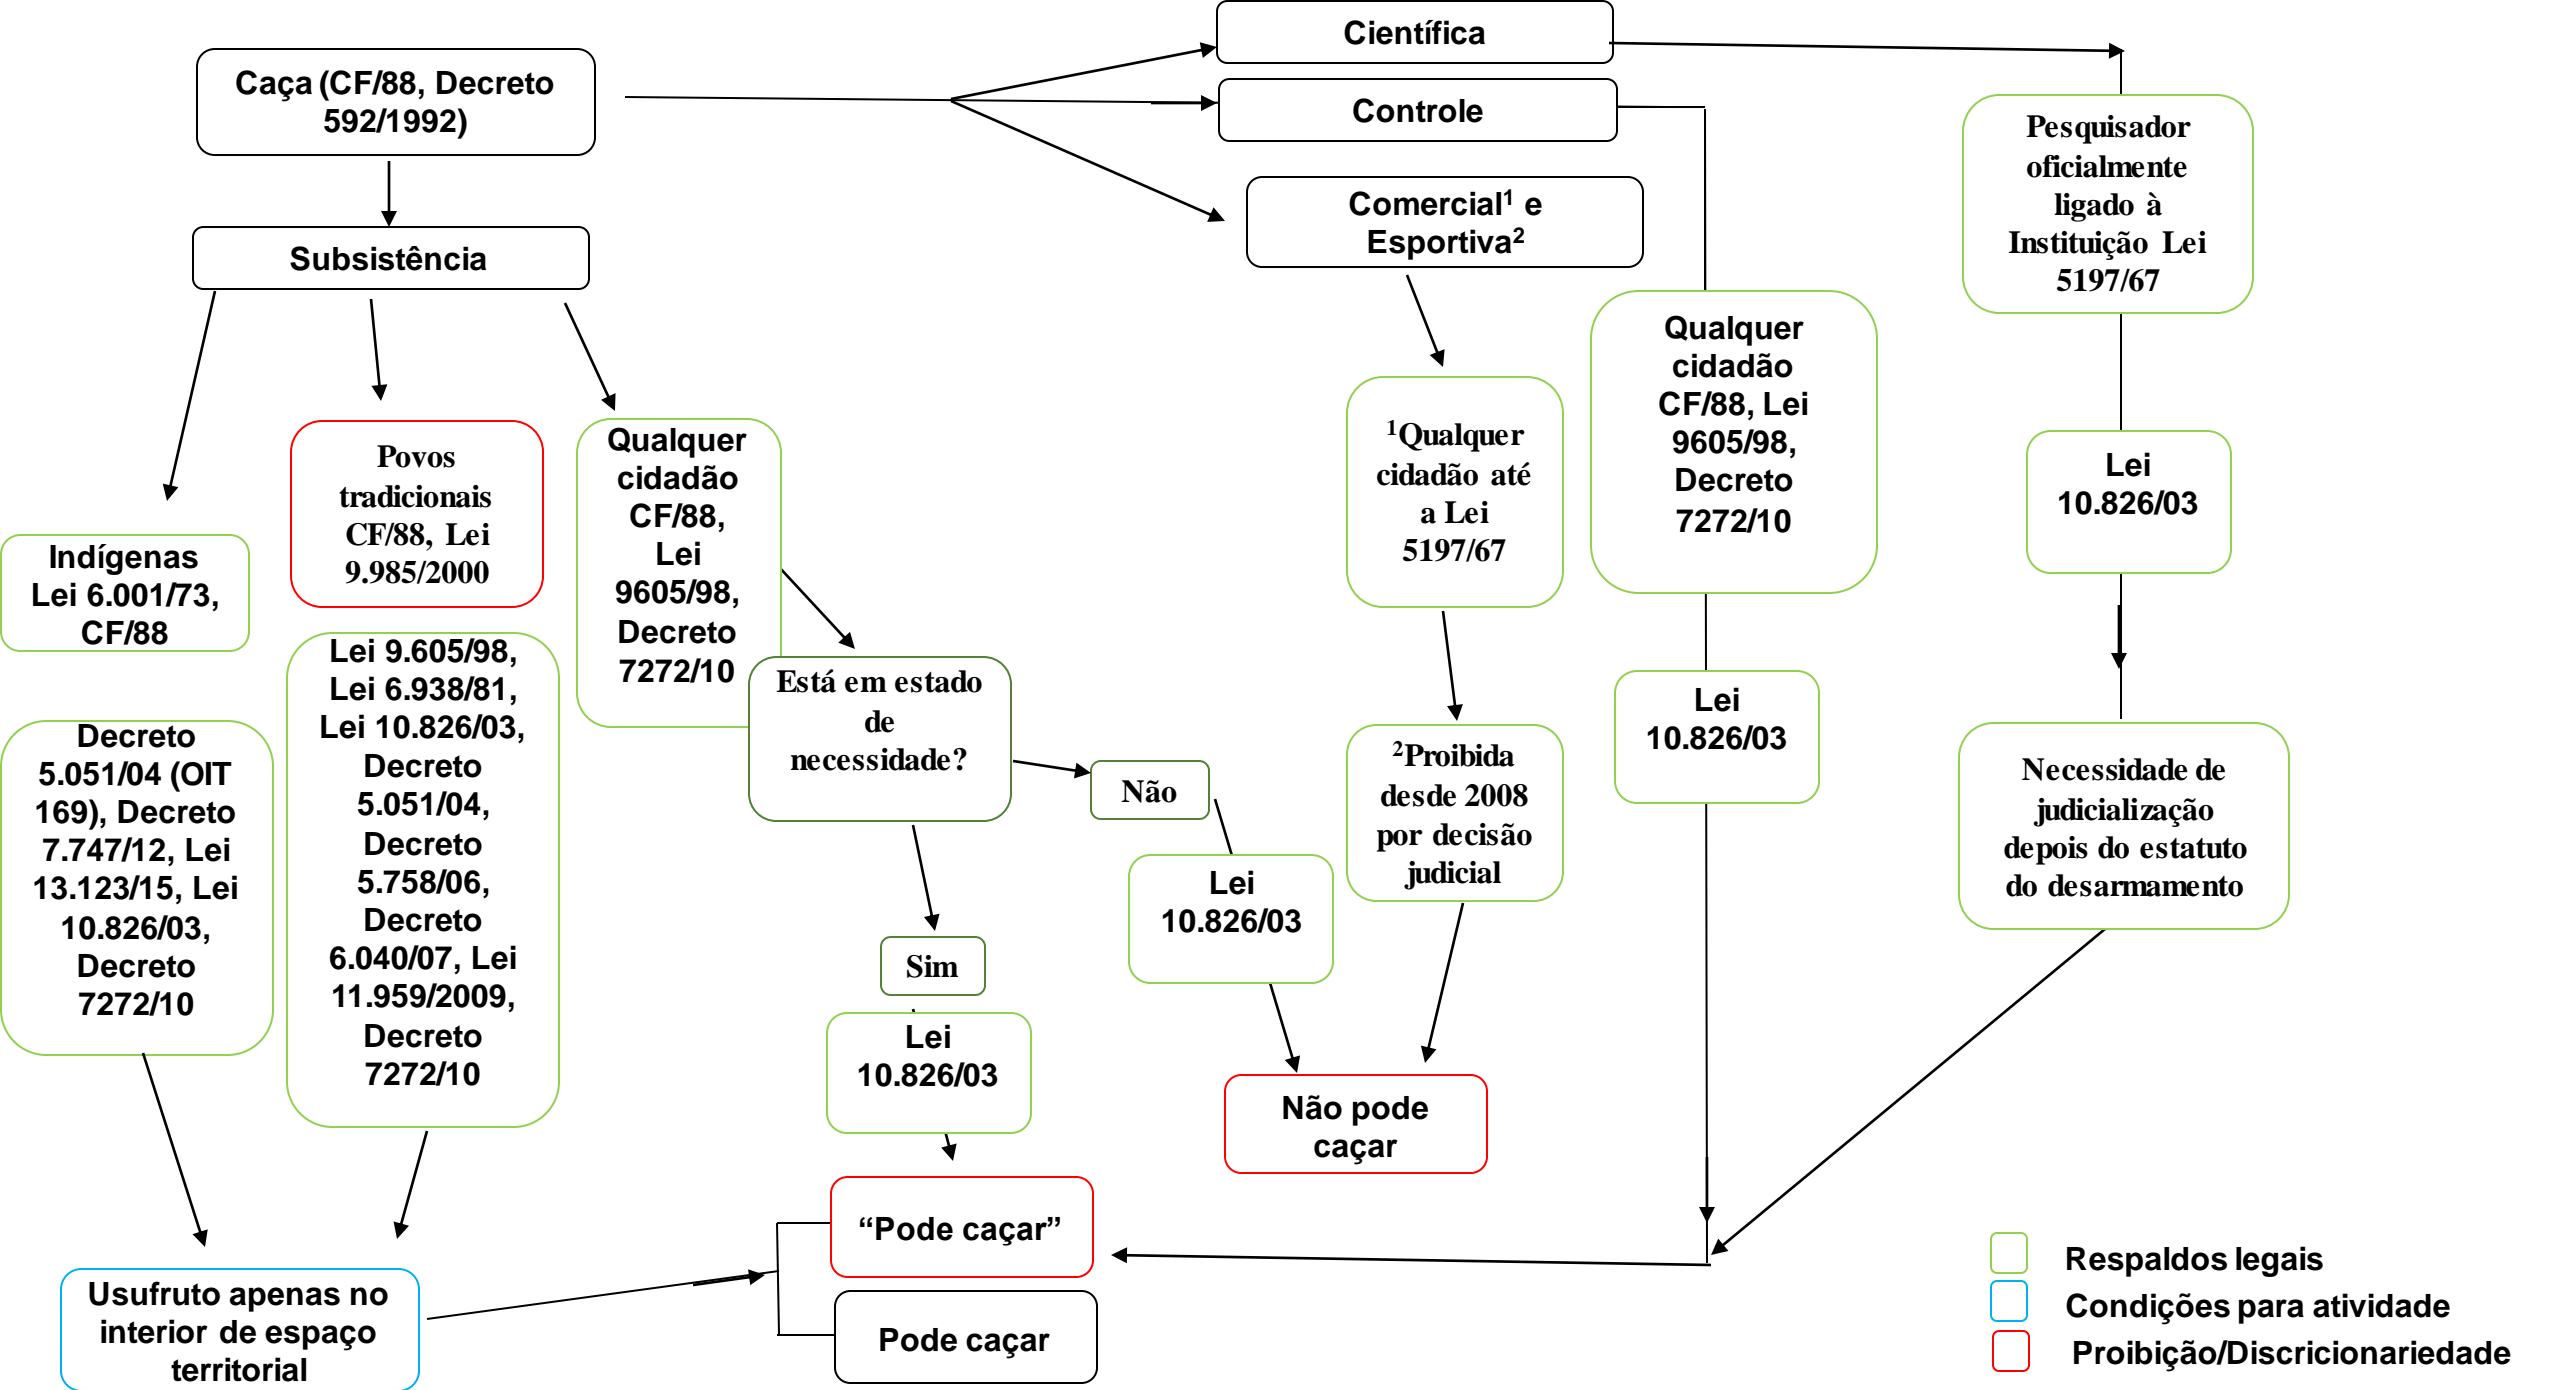 Caça (CF/88, Decreto
592/1992)
Subsistência
Científica
Controle
Comercial¹ e
Esportiva²
Pesquisador
oficialmente
ligado à
Instituição Lei
5197/67
Indígenas
Lei 6.001/73,
CF/88
Povos
tradicionais
CF/88, Lei
9.985/2000
Qualquer
cidadão
CF/88,
Lei
9605/98,
Decreto
7272/10
¹Qualquer
cidadão até
a Lei
5197/67
Qualquer
cidadão
CF/88, Lei
9605/98,
Decreto
7272/10
Lei
10.826/03
Decreto
5.051/04 (OIT
169), Decreto
7.747/12, Lei
13.123/15, Lei
10.826/03,
Decreto
7272/10
Lei 9.605/98,
Lei 6.938/81,
Lei 10.826/03,
Decreto
5.051/04,
Decreto
5.758/06,
Decreto
6.040/07, Lei
11.959/2009,
Decreto
7272/10
Está em estado
de
necessidade?
Não
Sim
Lei
10.826/03
Lei
10.826/03
²Proibida
desde 2008
por decisão
judicial
Lei
10.826/03
Necessidade de
judicialização
depois do estatuto
do desarmamento
Não pode
caçar
“Pode caçar”
Pode caçar
Usufruto apenas no
interior de espaço
territorial
Respaldos legais
Condições para atividade
Proibição/Discricionariedade